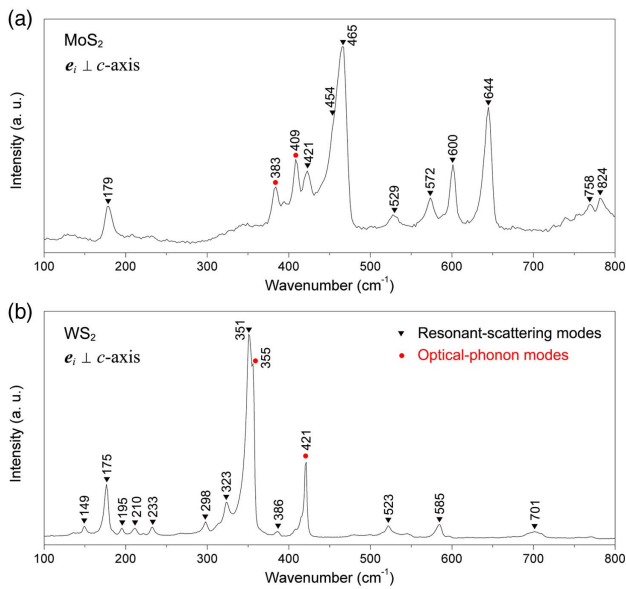 (a)
MoS2
ei ⊥ c-axis
179
383
409
421
454
465
529
572
600
644
758
824
Intensity (a. u.)
100 200 300 400 500 600 700 800
Wavenumber (cm−1)
(b)
WS2
ei ⊥ c-axis
Resonant-scattering modes
Optical-phonon modes
149
175
195
210
233
298
323
351
355
386
421
523
585
701
Intensity (a. u.)
100 200 300 400 500 600 700 800
Wavenumber (cm−1)